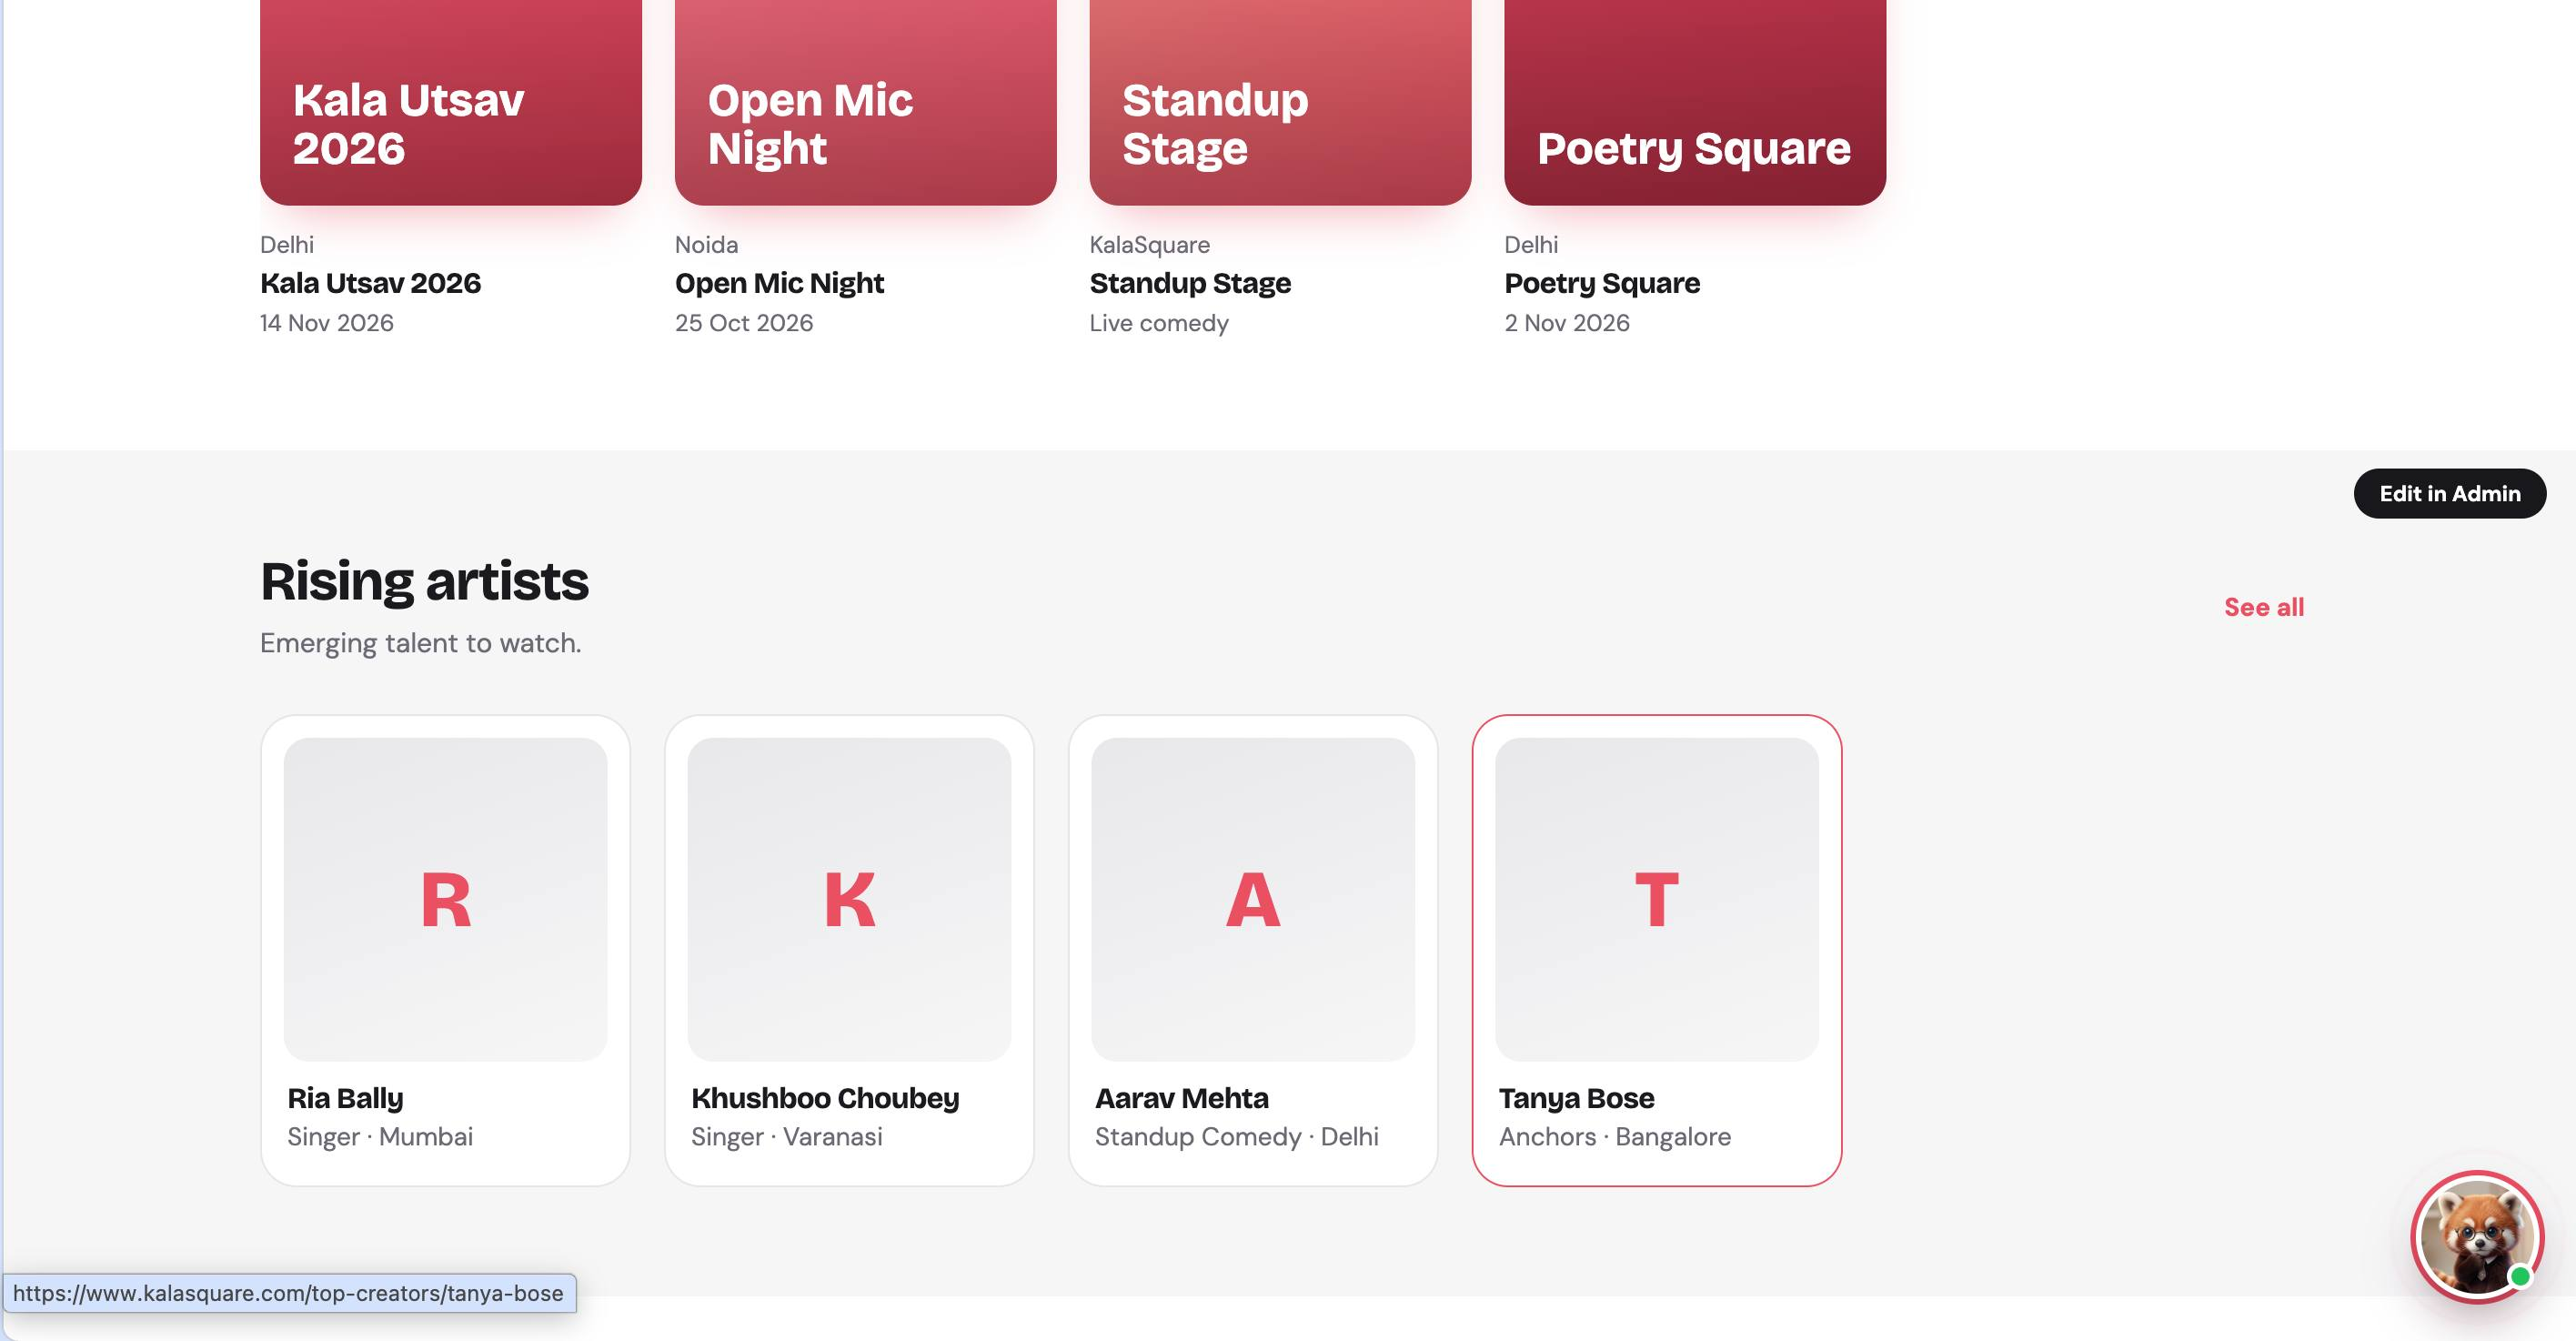 Kala Utsav
2026
Open Mic
Night
Standup
Stage
Poetry Square
Delhi
Kala Utsav 2026
14 Nov 2026
Noida
Open Mic Night
25 Oct 2026
KalaSquare
Standup Stage
Live comedy
Delhi
Poetry Square
2 Nov 2026
Edit in Admin
Rising artists
Emerging talent to watch.
See all
R
Ria Bally
Singer · Mumbai
K
Khushboo Choubey
Singer · Varanasi
A
Aarav Mehta
Standup Comedy · Delhi
T
Tanya Bose
Anchors · Bangalore
https://www.kalasquare.com/top-creators/tanya-bose